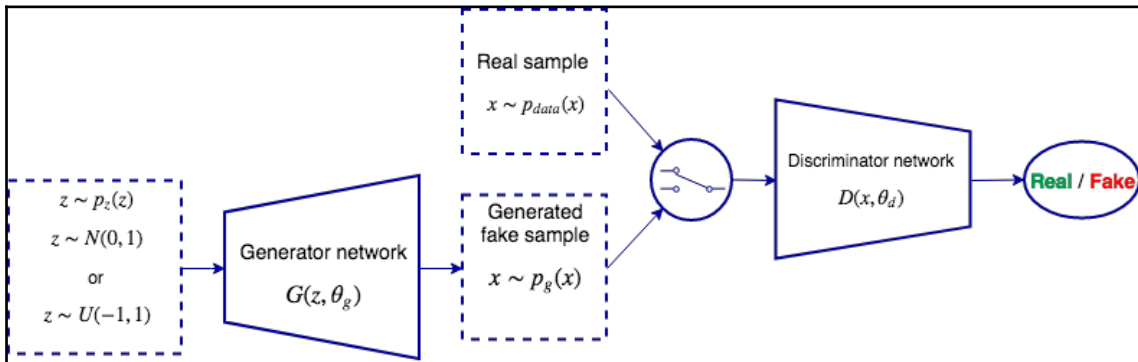 z ~ p_z(z)
z ~ N(0, 1)
or
z ~ U(−1, 1)
Generator network
G(z, θ_g)
Real sample
x ~ p_data(x)
Generated
fake sample
x ~ p_g(x)
Discriminator network
D(x, θ_d)
Real / Fake